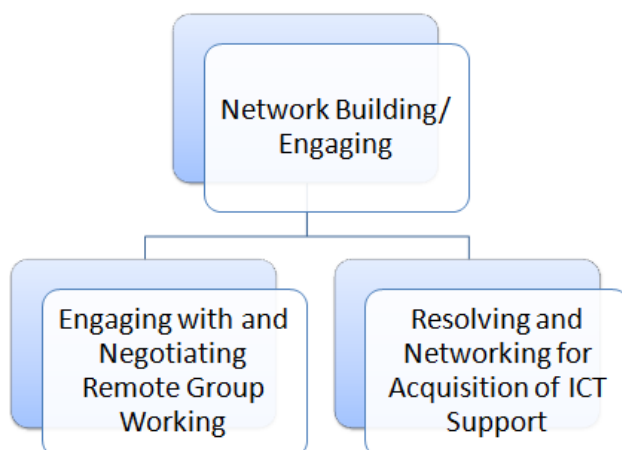 Network Building/
Engaging
Engaging with and
Negotiating
Remote Group
Working
Resolving and
Networking for
Acquisition of ICT
Support